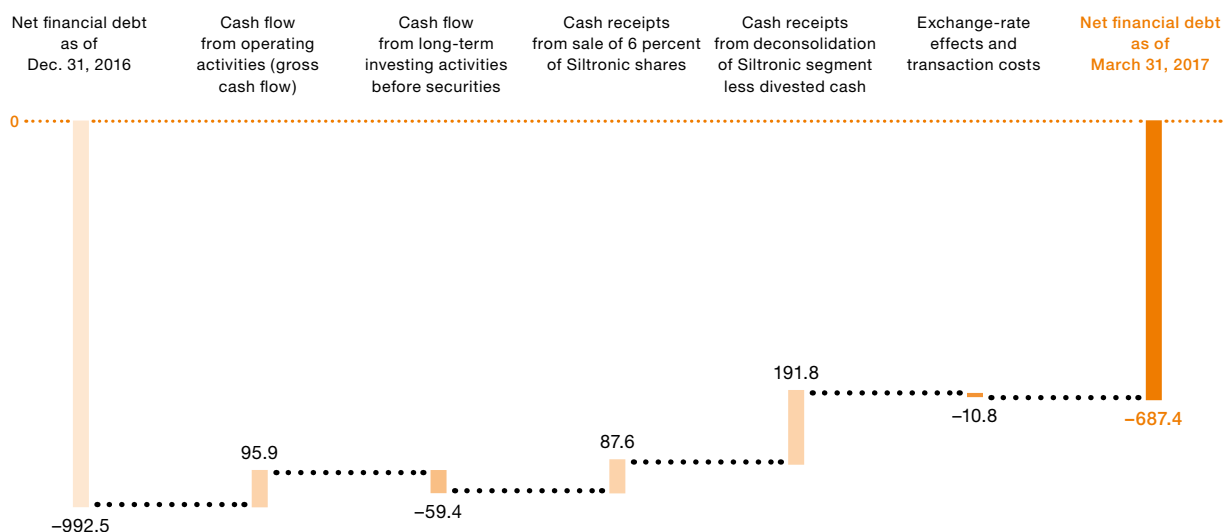 Net financial debt
as of
Dec. 31, 2016
Cash flow
from operating
activities (gross
cash flow)
Cash flow
from long-term
investing activities
before securities
Cash receipts
from sale of 6 percent
of Siltronic shares
Cash receipts
from deconsolidation
of Siltronic segment
less divested cash
Exchange-rate
effects and
transaction costs
Net financial debt
as of
March 31, 2017
0
191.8
–10.8
–687.4
87.6
95.9
–59.4
–992.5